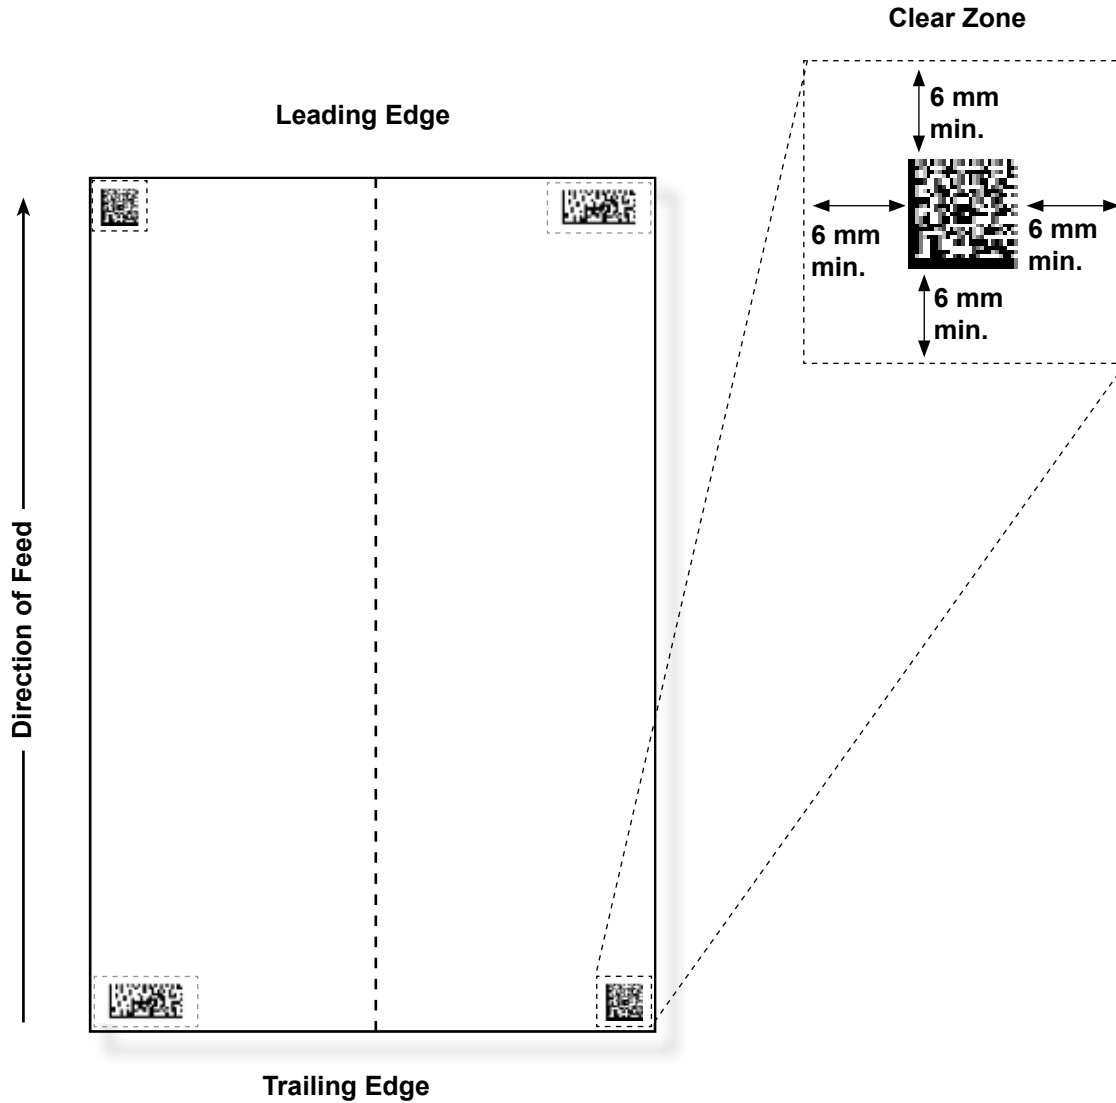 Clear Zone
Leading Edge
6 mm
min.
6 mm
min.
6 mm
min.
6 mm
min.
Direction of Feed
Trailing Edge